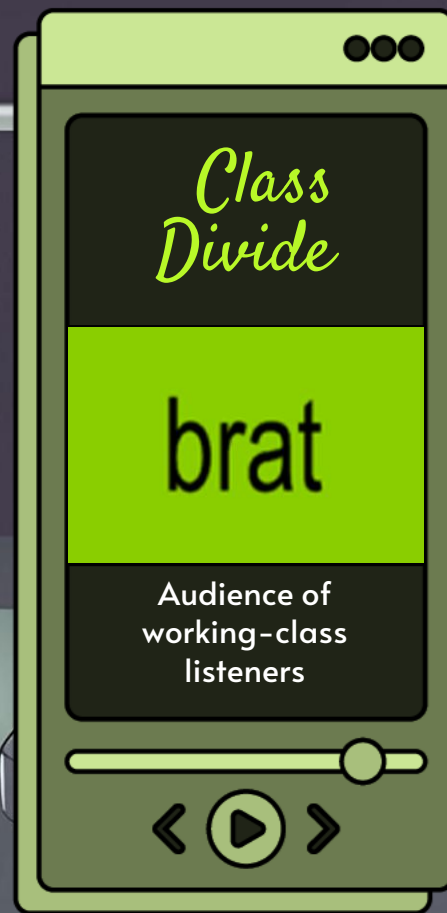 Class
Divide
brat
Audience of
working-class
listeners